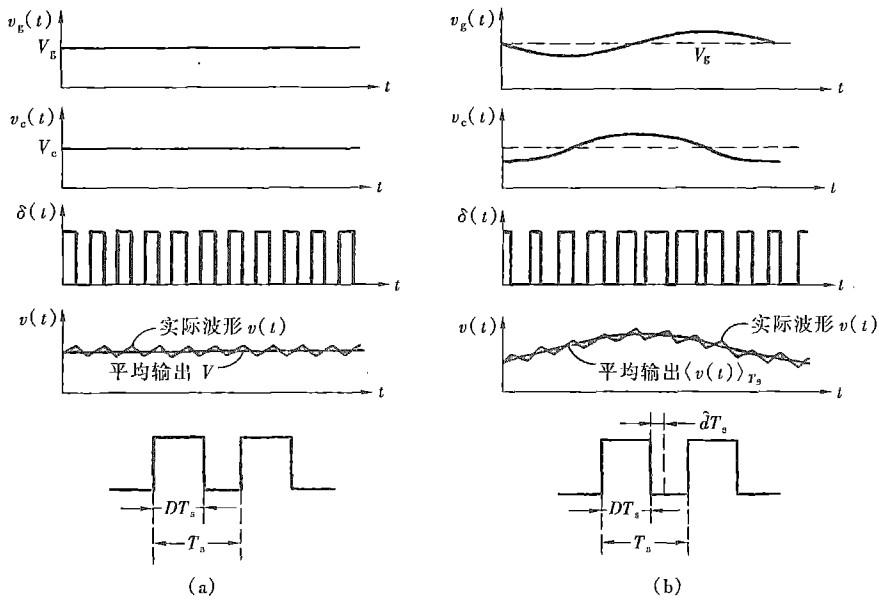 v_g(t)
V_g
t
v_c(t)
V_c
t
δ(t)
t
v(t)
实际波形 v(t)
平均输出 V
t
DT_s
T_s
(a)
v_g(t)
V_g
t
v_c(t)
t
δ(t)
t
v(t)
实际波形 v(t)
平均输出⟨v(t)⟩_{T_s}
t
d̂T_s
DT_s
T_s
(b)